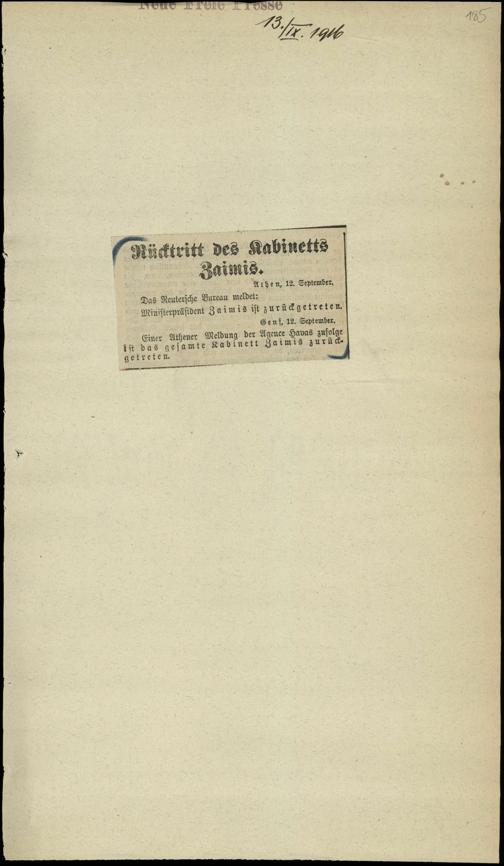 Neue Freie Presse
13./IX. 1916
185
Rücktritt des Kabinetts
Zaimis.
Athen, 12. September.
Das Reutersche Bureau meldet:
Ministerpräsident Zaimis ist zurückgetreten.
Genf, 12. September.
Einer Athener Meldung der Agence Havas zufolge
ist das gesamte Kabinett Zaimis zurück-
getreten.